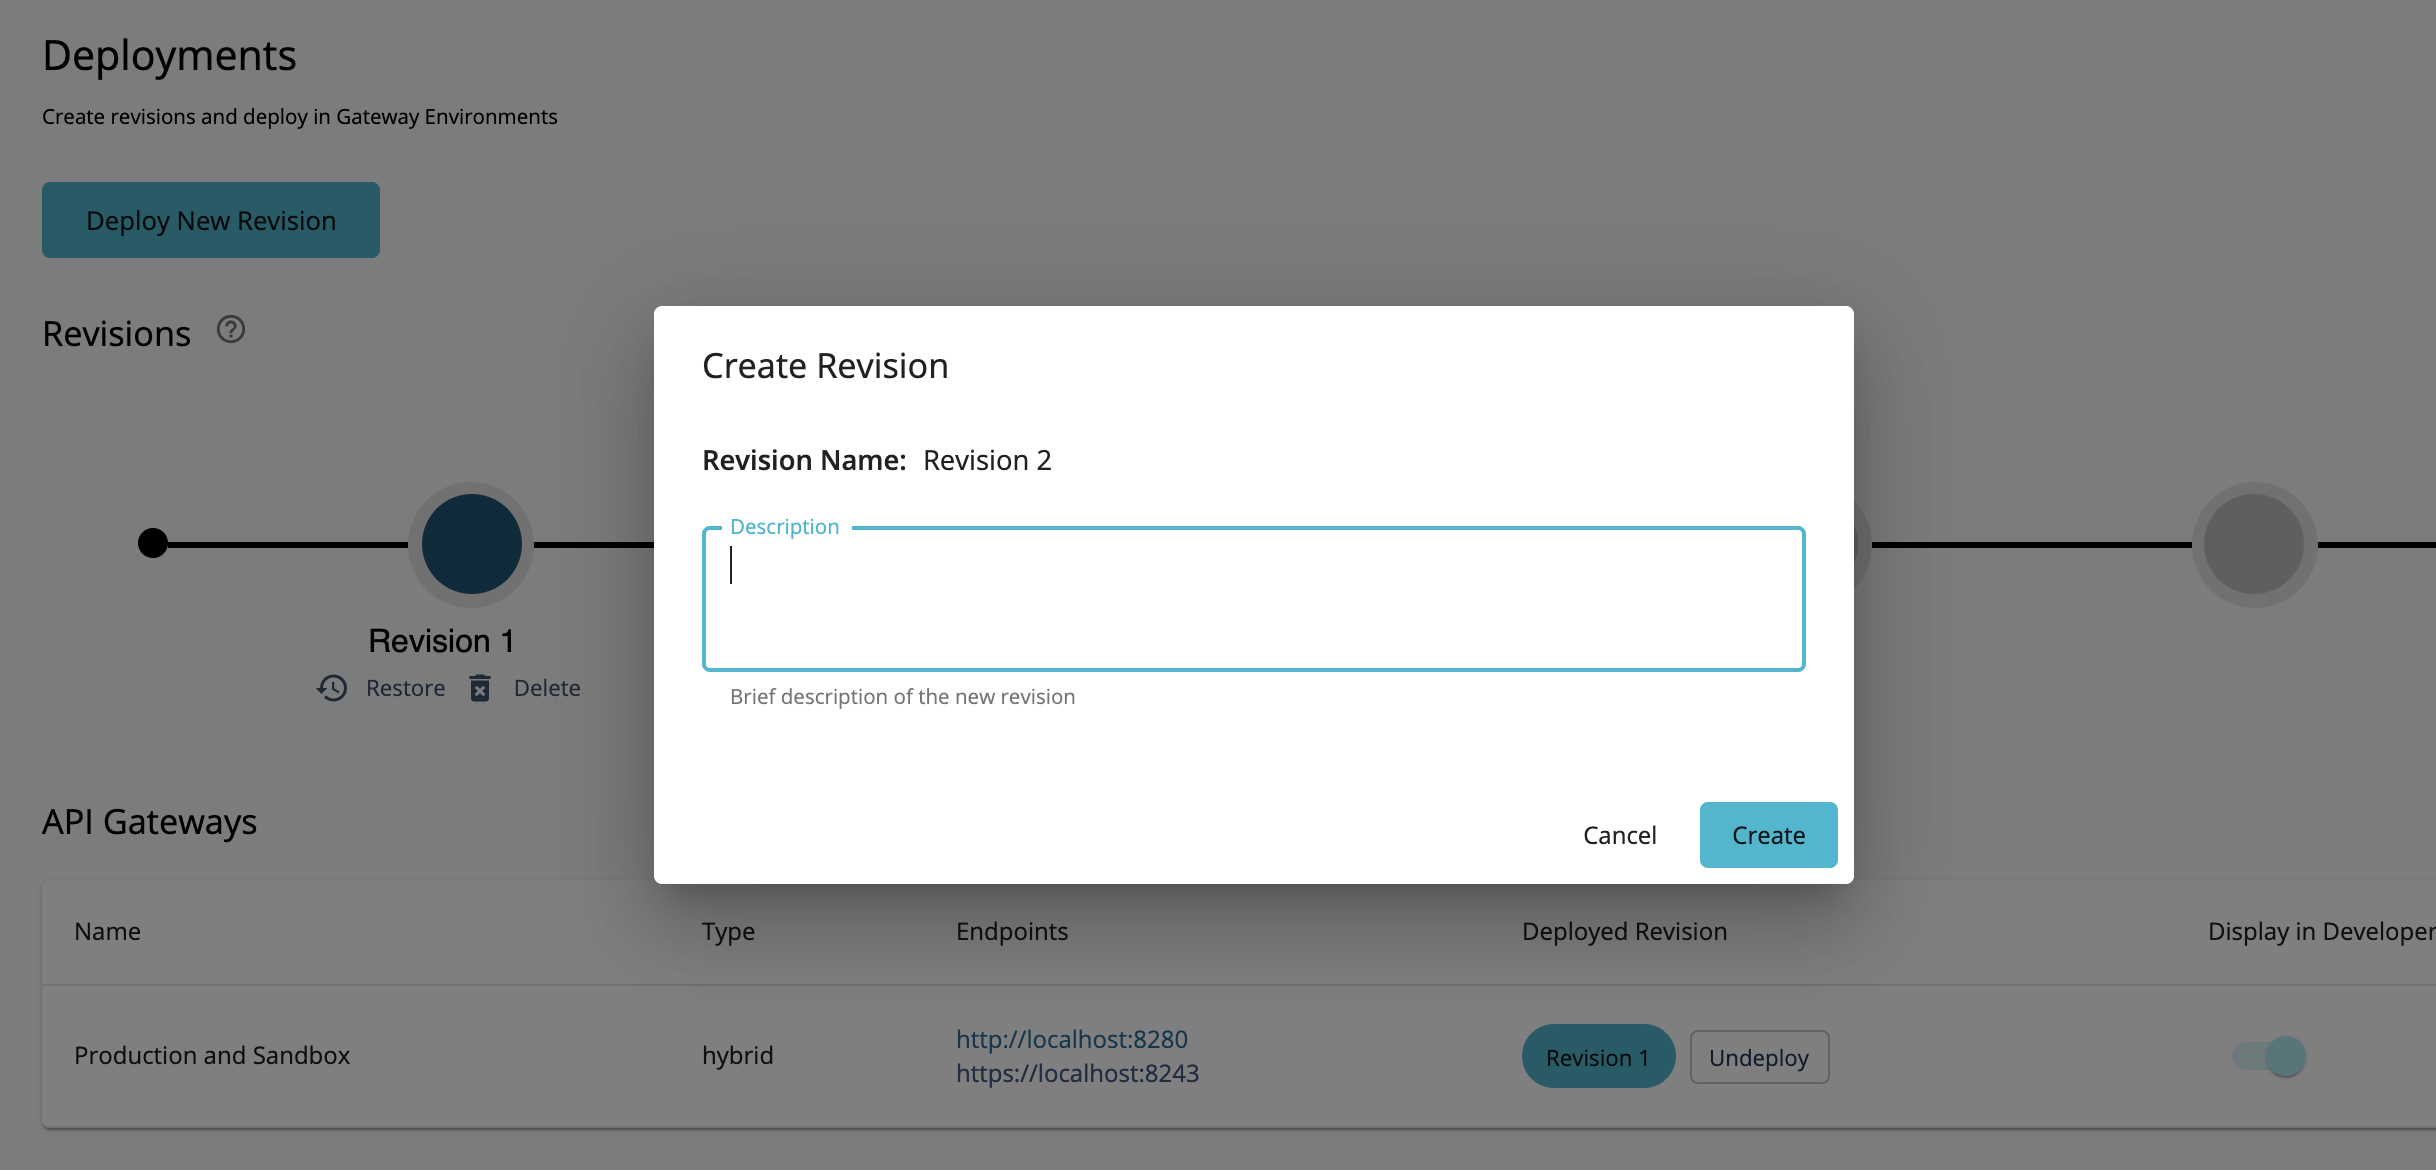 Deployments
Create revisions and deploy in Gateway Environments
Deploy New Revision
Revisions
Revision 1
Restore Delete
Create Revision
Revision Name: Revision 2
Description
Brief description of the new revision
Cancel Create
API Gateways
Name Type Endpoints Deployed Revision Display in Developer
Production and Sandbox hybrid http://localhost:8280 Revision 1 Undeploy
https://localhost:8243